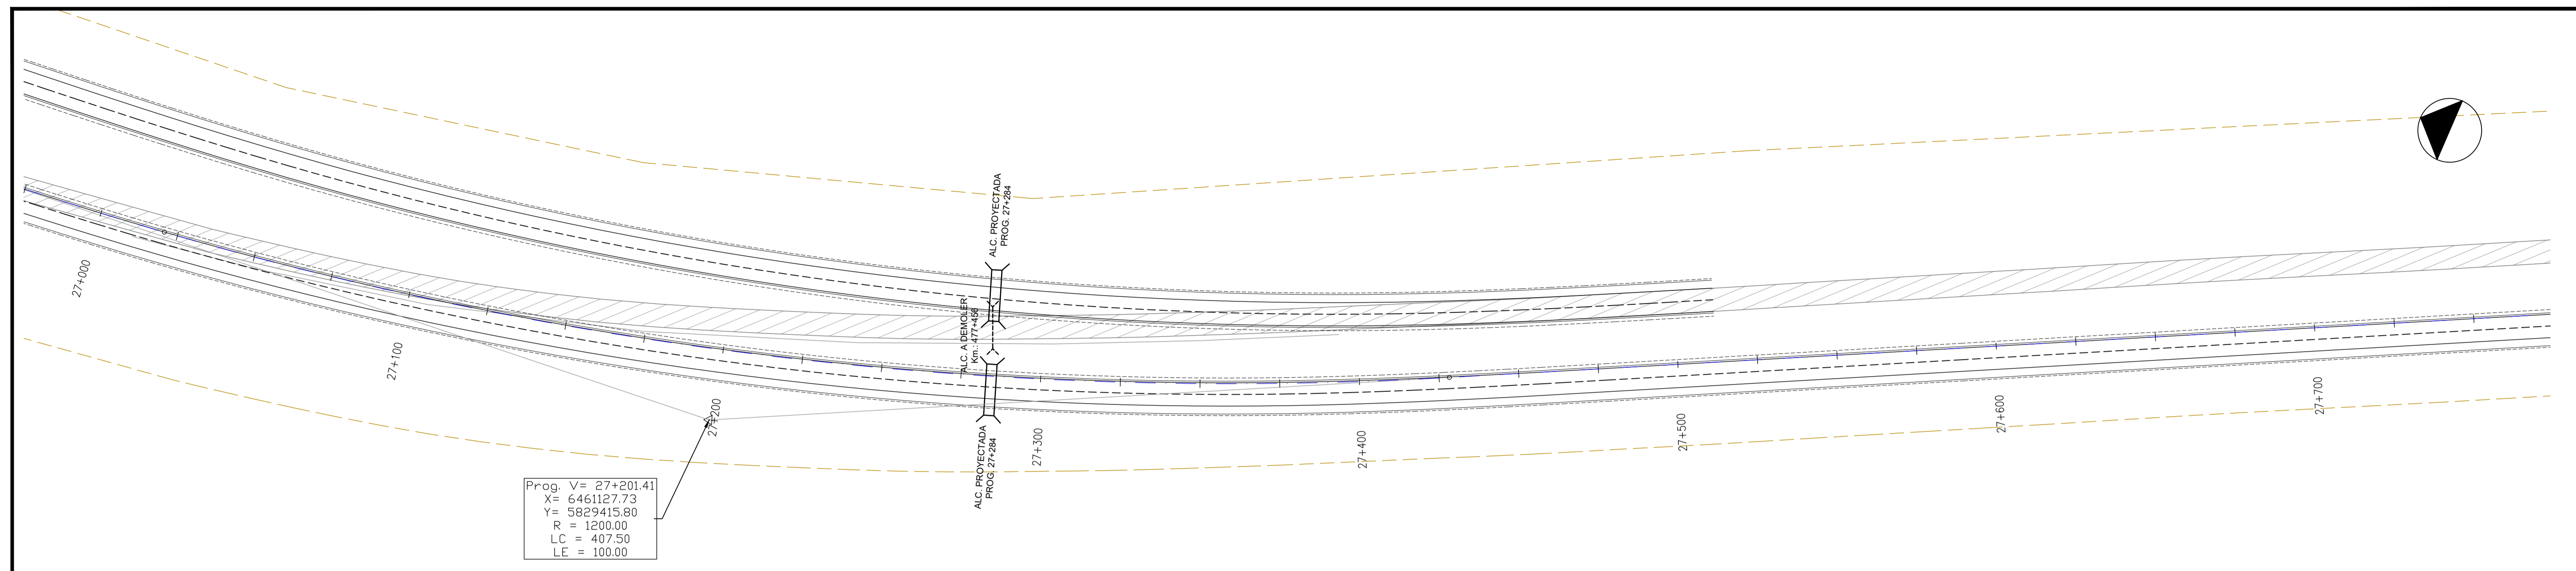 ALC. PROYECTADA
PROG. 27+284
ALC. A DEMOLER
Km.: 477+456
ALC. PROYECTADA
PROG. 27+284
27+000
27+100
27+200
27+300
27+400
27+500
27+600
27+700
Prog. V= 27+201.41
X= 6461127.73
Y= 5829415.80
R = 1200.00
LC = 407.50
LE = 100.00